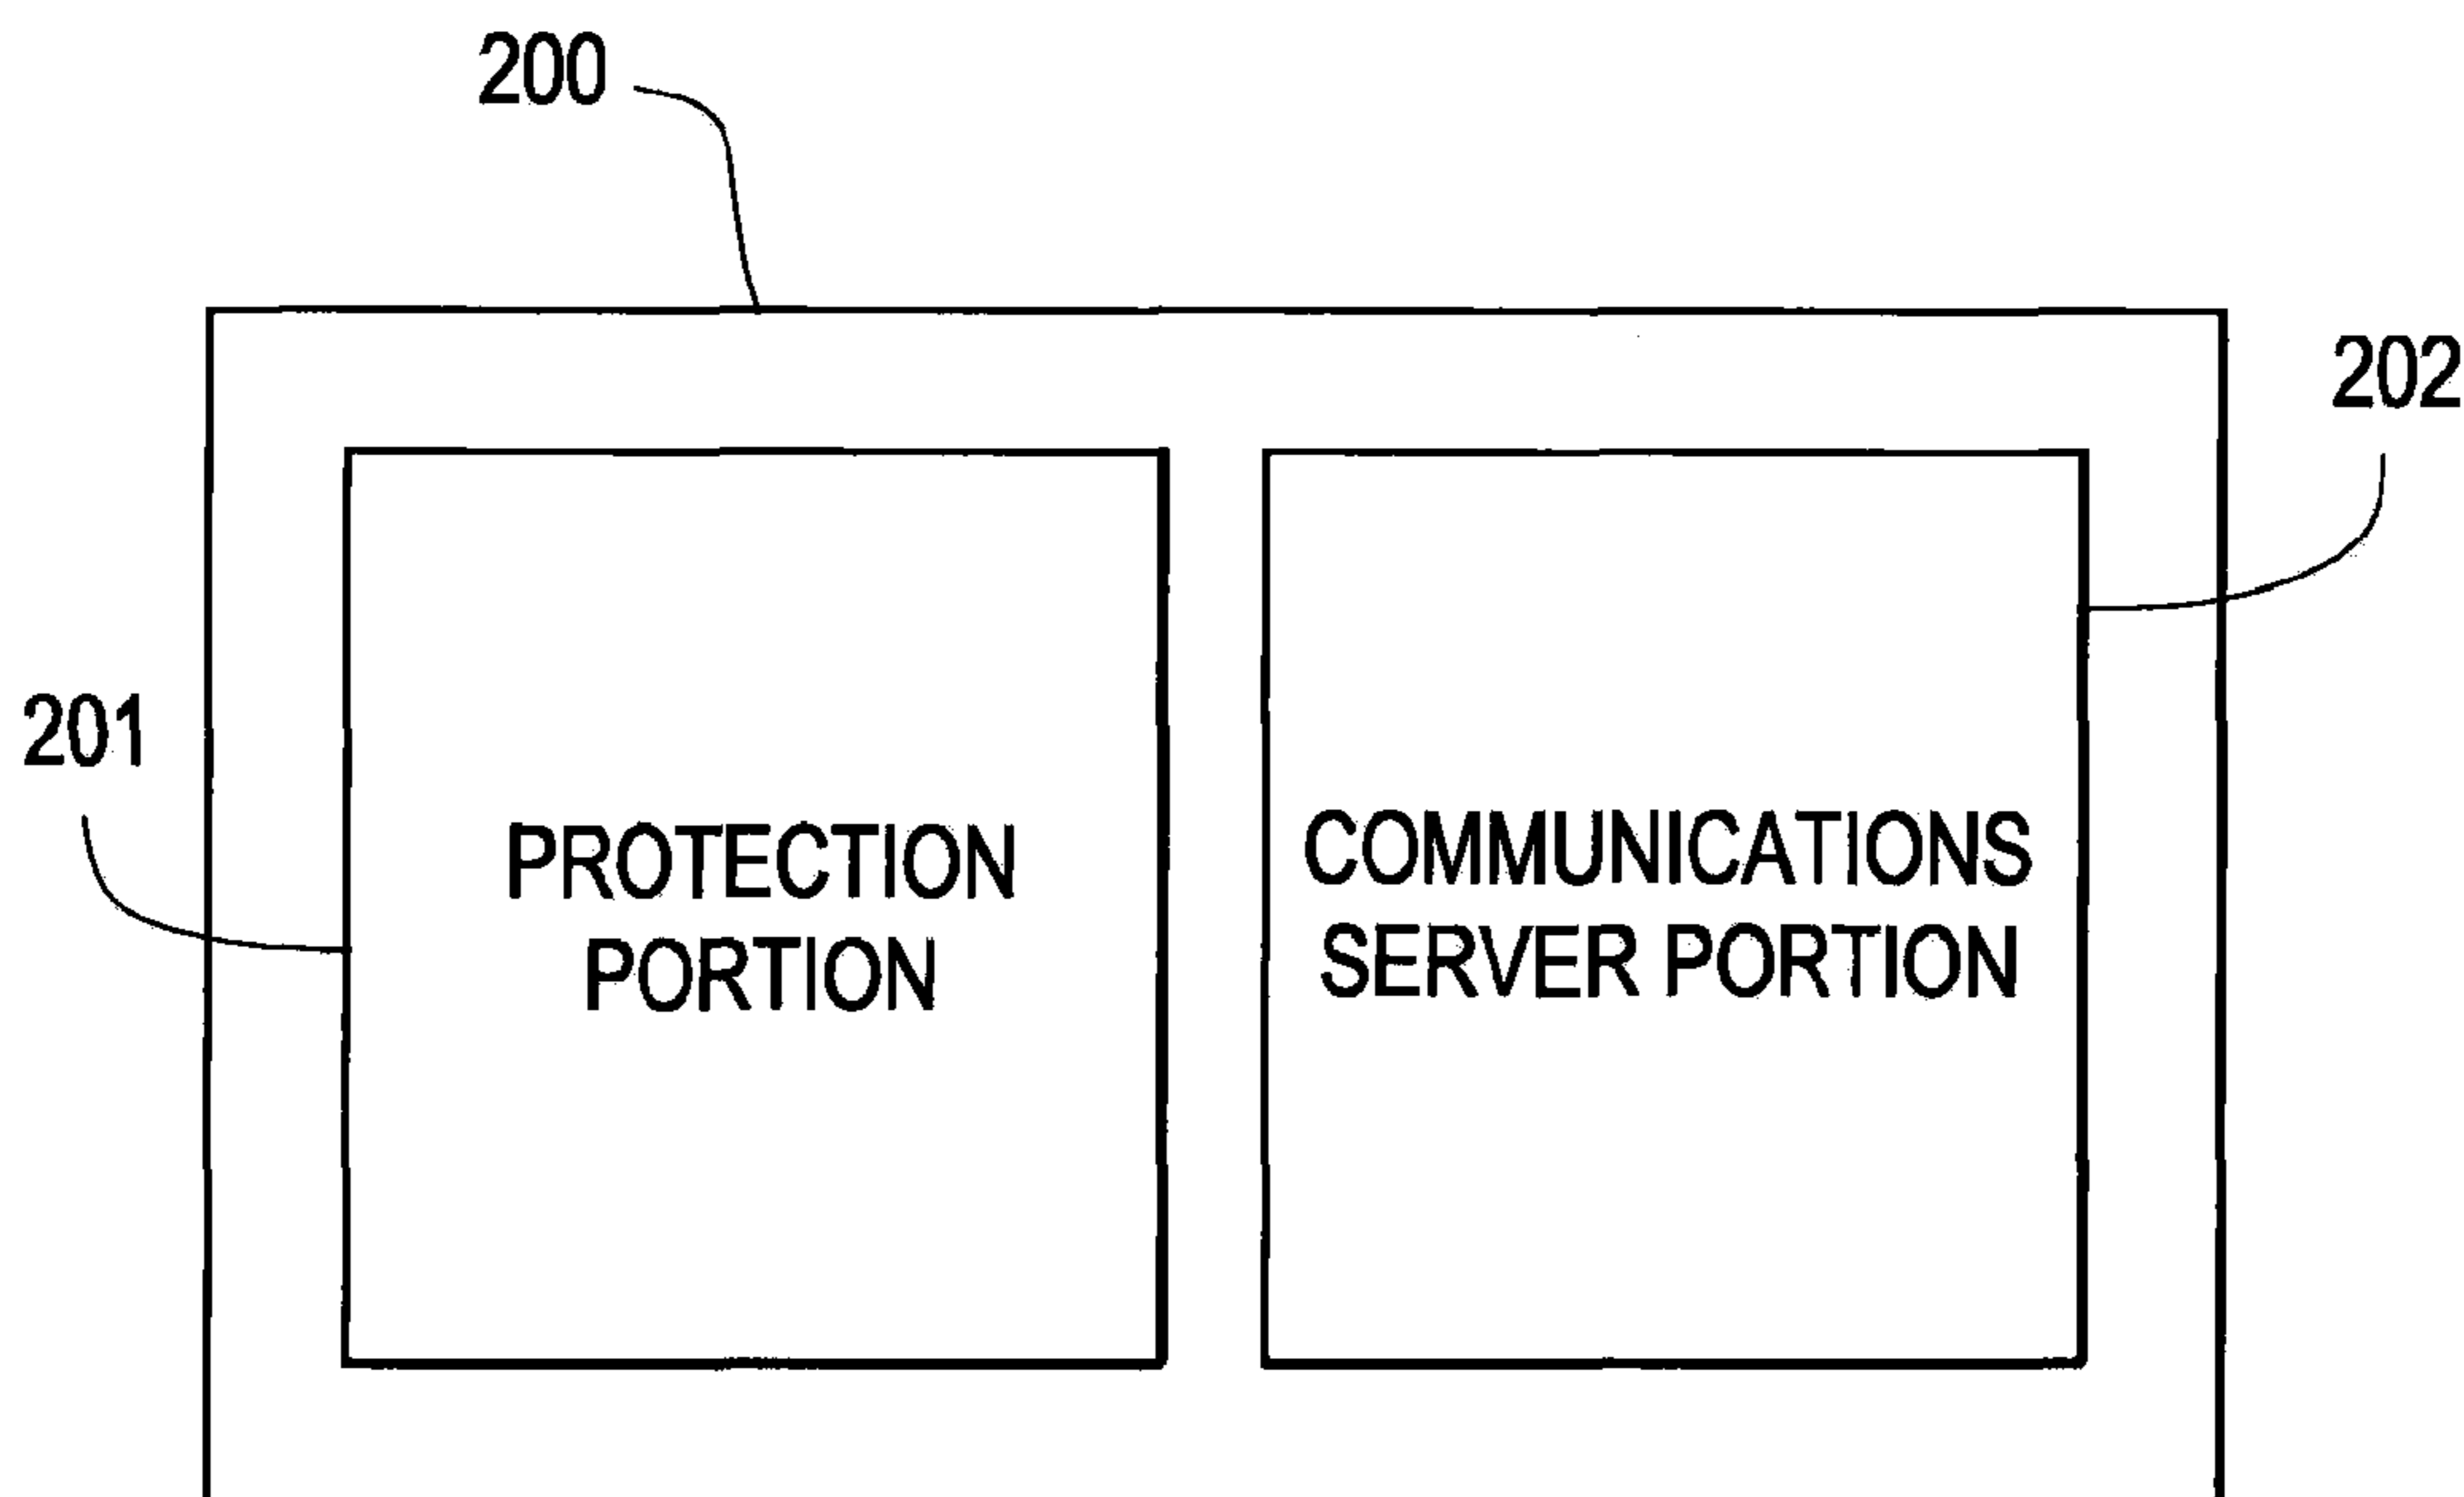 200
202
201
PROTECTION
PORTION
COMMUNICATIONS
SERVER PORTION